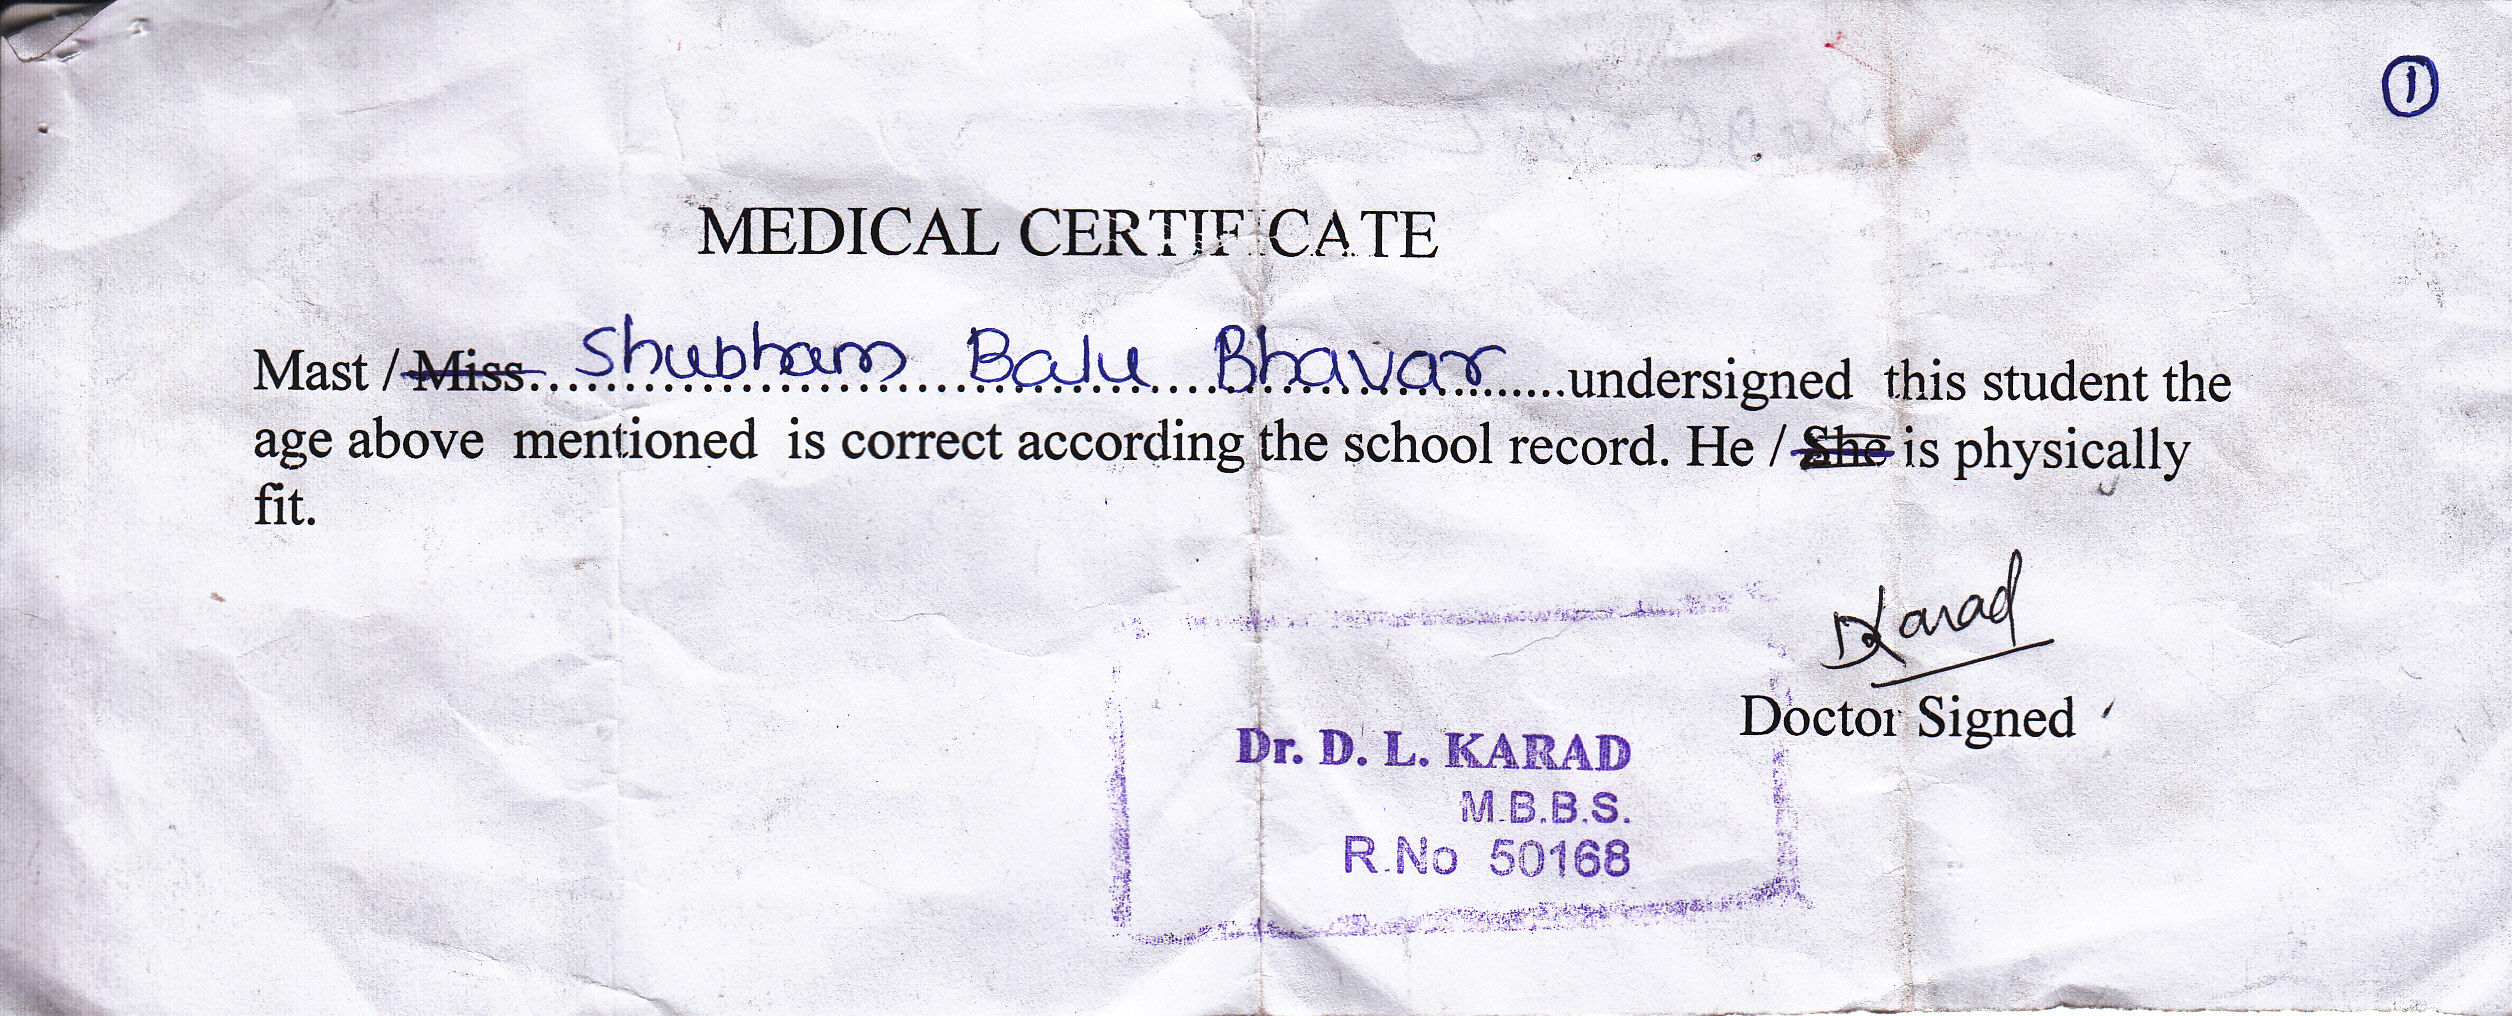 1
MEDICAL CERTIFICATE
Mast / Miss Shubham Balu Bhavar undersigned this student the
age above mentioned is correct according the school record. He / She is physically
fit.
DKarad
Doctor Signed
Dr. D. L. KARAD
M.B.B.S.
R.No 50168